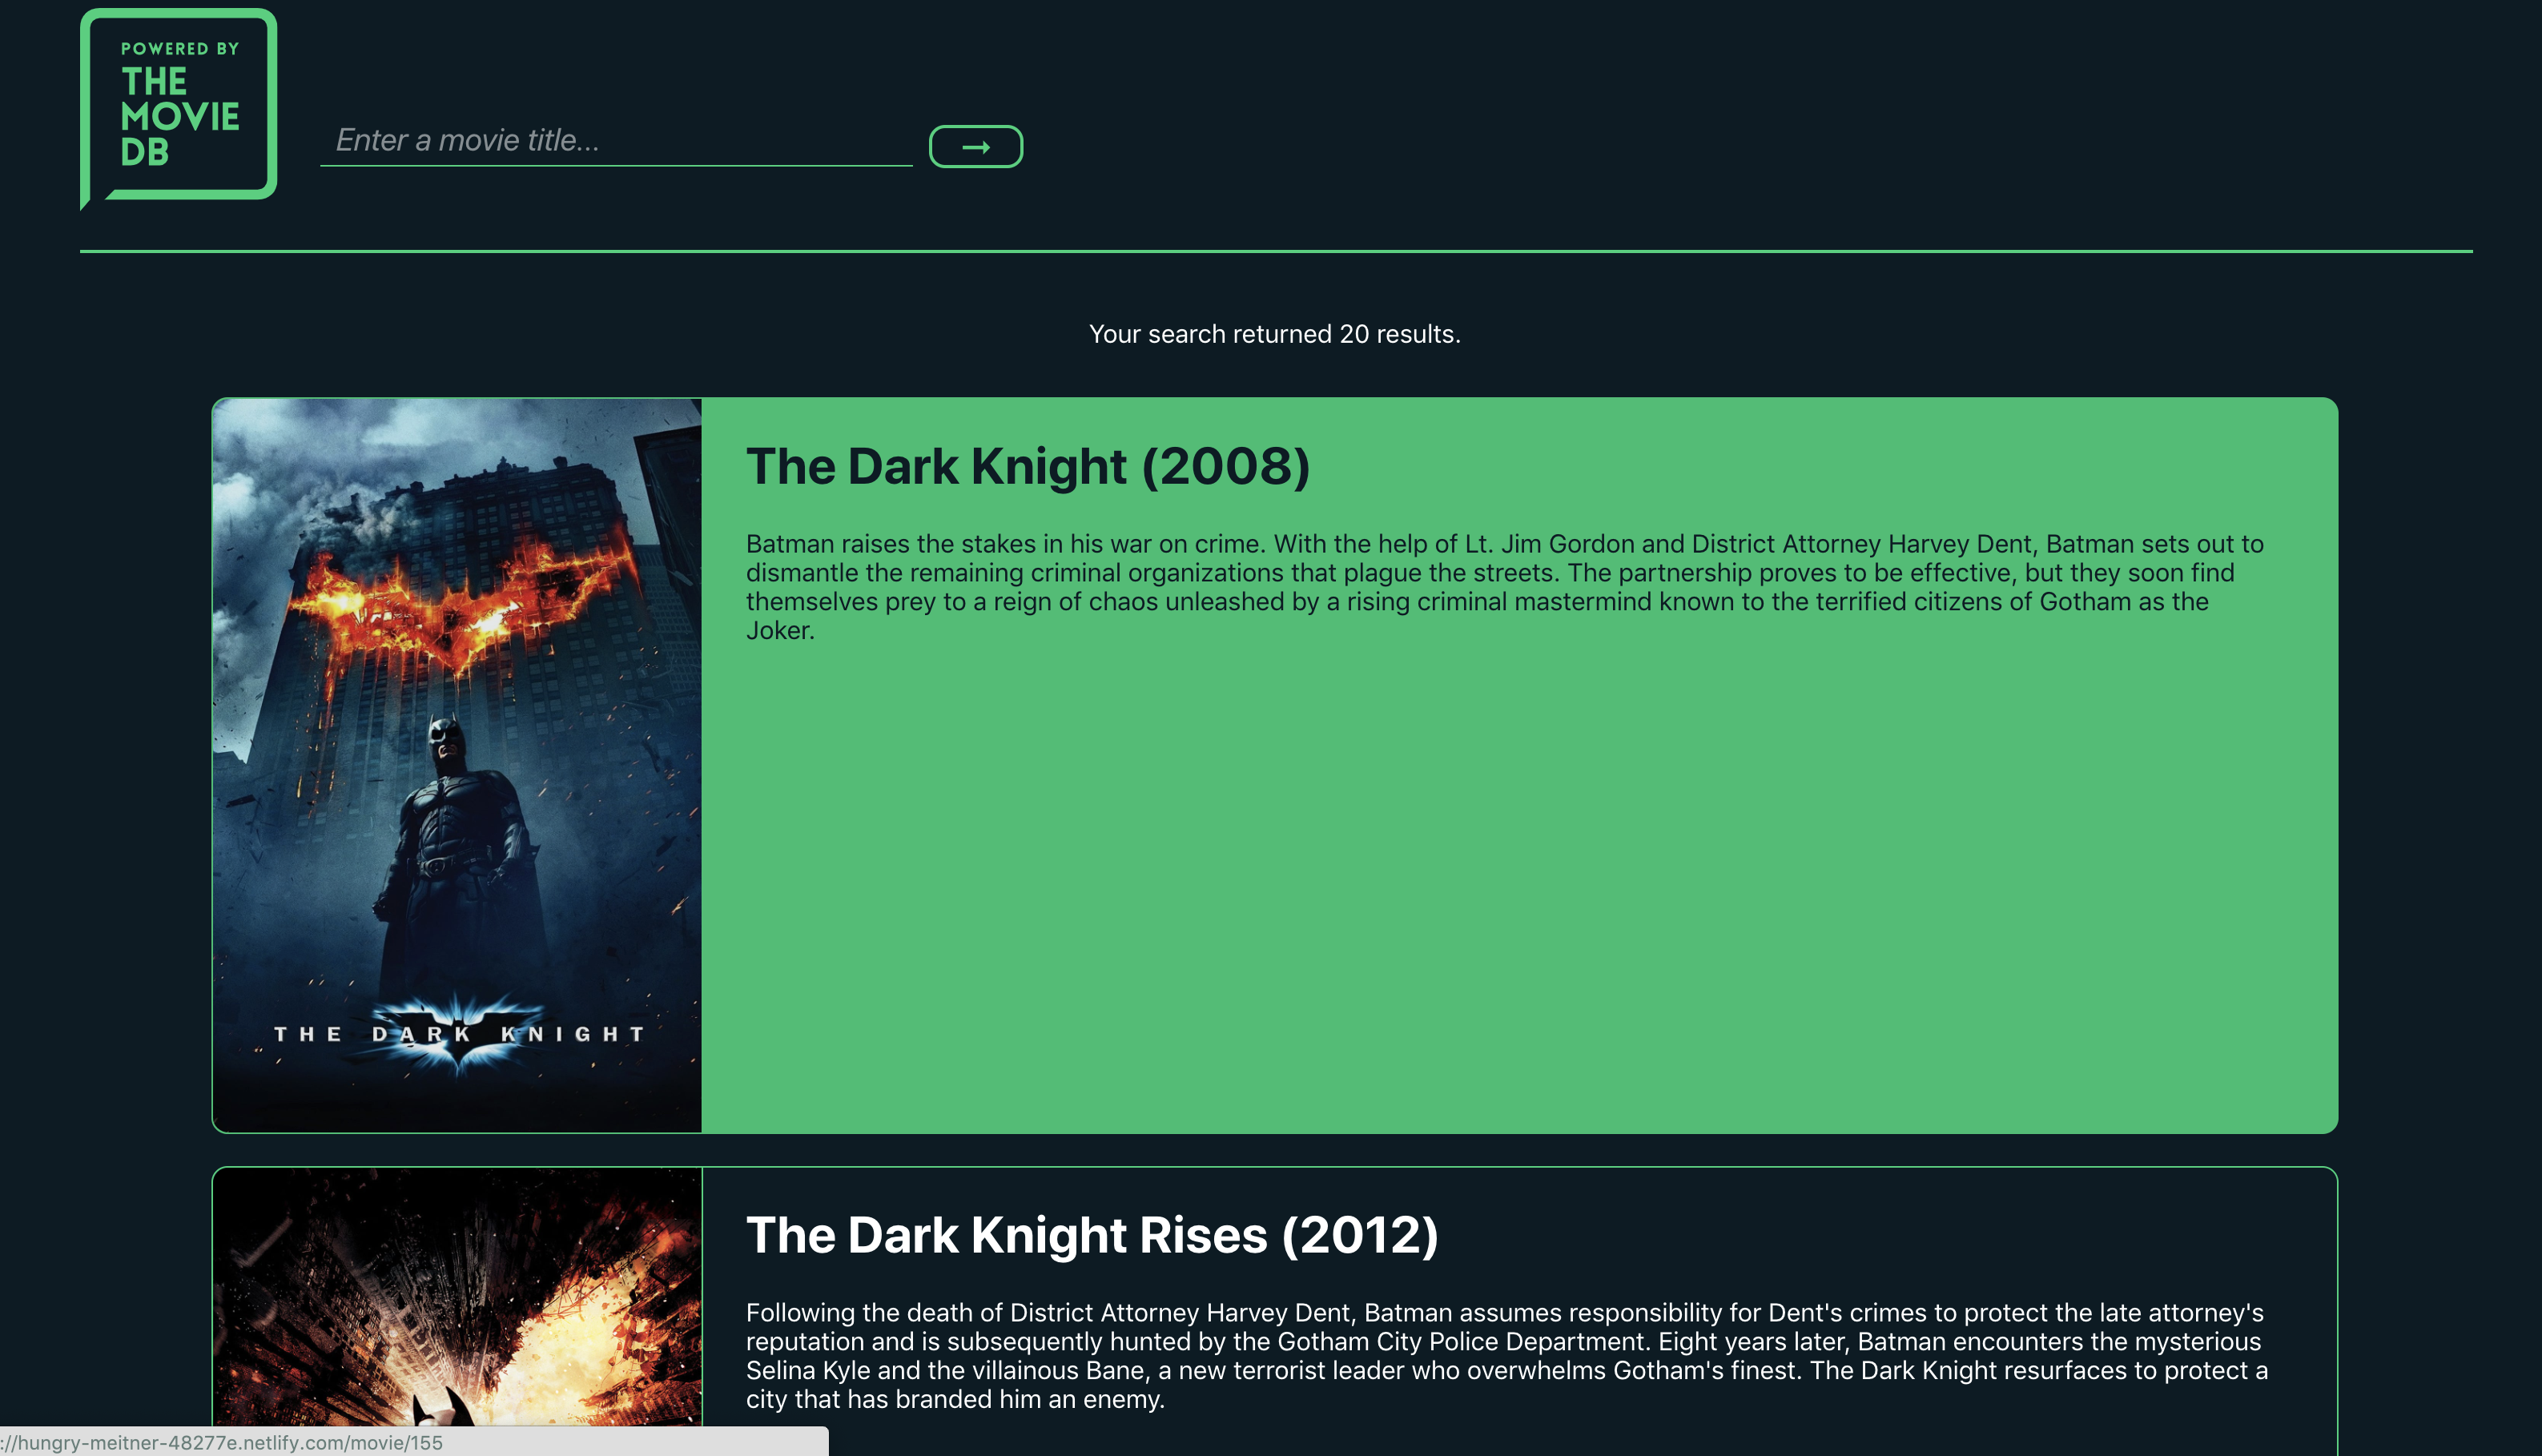 POWERED BY
THE
MOVIE
DB
Enter a movie title...
→
Your search returned 20 results.
The Dark Knight (2008)
Batman raises the stakes in his war on crime. With the help of Lt. Jim Gordon and District Attorney Harvey Dent, Batman sets out to
dismantle the remaining criminal organizations that plague the streets. The partnership proves to be effective, but they soon find
themselves prey to a reign of chaos unleashed by a rising criminal mastermind known to the terrified citizens of Gotham as the
Joker.
THE DARK KNIGHT
The Dark Knight Rises (2012)
Following the death of District Attorney Harvey Dent, Batman assumes responsibility for Dent's crimes to protect the late attorney's
reputation and is subsequently hunted by the Gotham City Police Department. Eight years later, Batman encounters the mysterious
Selina Kyle and the villainous Bane, a new terrorist leader who overwhelms Gotham's finest. The Dark Knight resurfaces to protect a
city that has branded him an enemy.
://hungry-meitner-48277e.netlify.com/movie/155